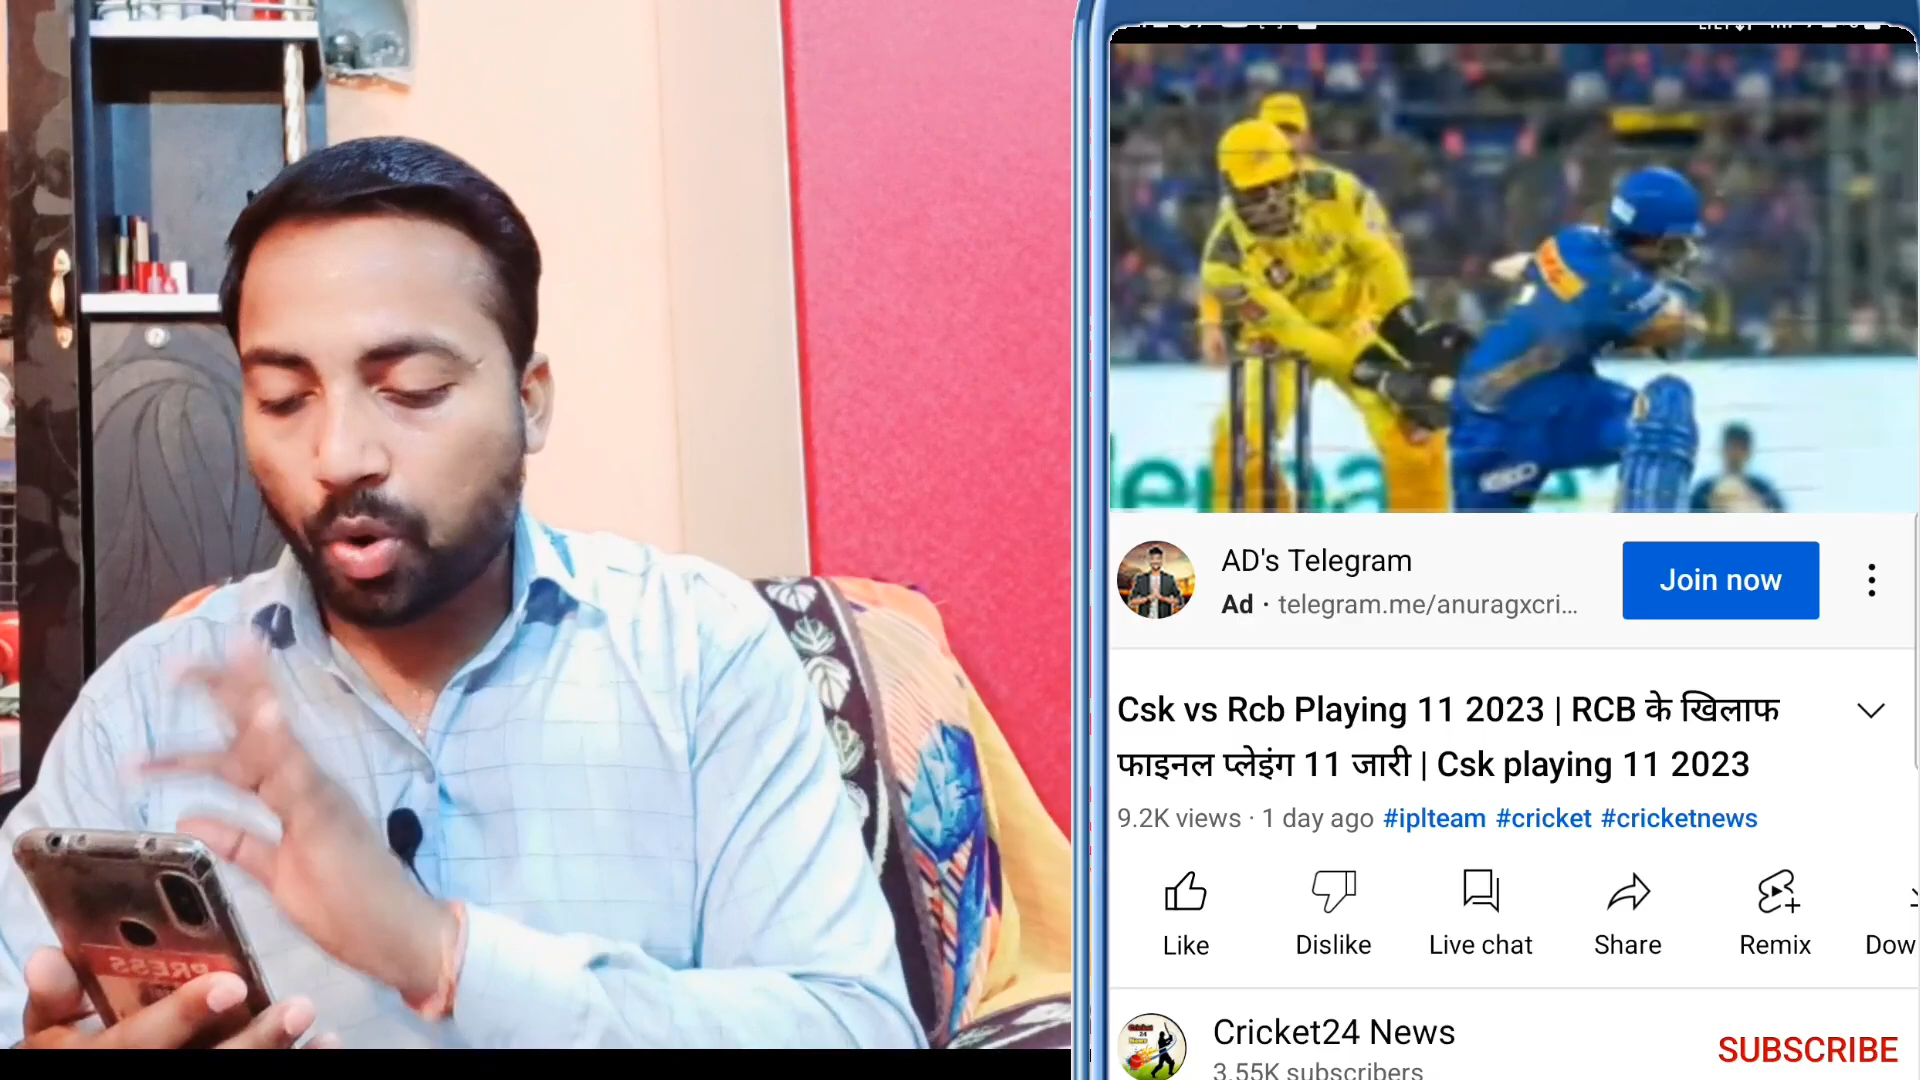 AD's Telegram
Join now
Ad · telegram.me/anuragxcri...
Csk vs Rcb Playing 11 2023 | RCB के खिलाफ
फाइनल प्लेइंग 11 जारी | Csk playing 11 2023
9.2K views · 1 day ago #iplteam #cricket #cricketnews
Like
Dislike
Live chat
Share
Remix
Dow
Cricket24 News
SUBSCRIBE
3.55K subscribers
PRESS